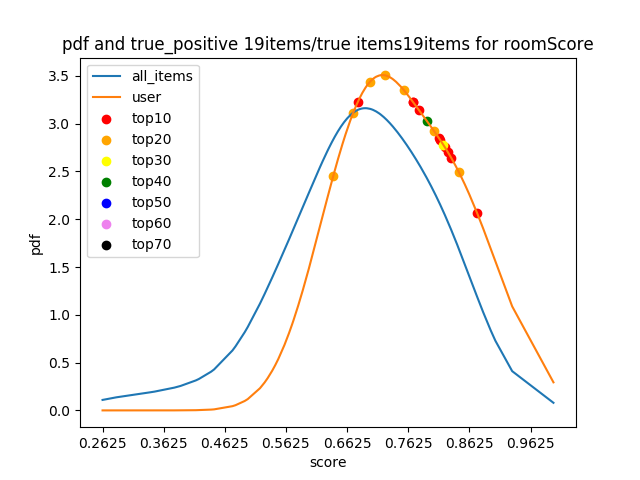 pdf and true_positive 19items/true items19items for roomScore
all_items
user
top10
top20
top30
top40
top50
top60
top70
pdf
3.5
3.0
2.5
2.0
1.5
1.0
0.5
0.0
0.2625 0.3625 0.4625 0.5625 0.6625 0.7625 0.8625 0.9625
score